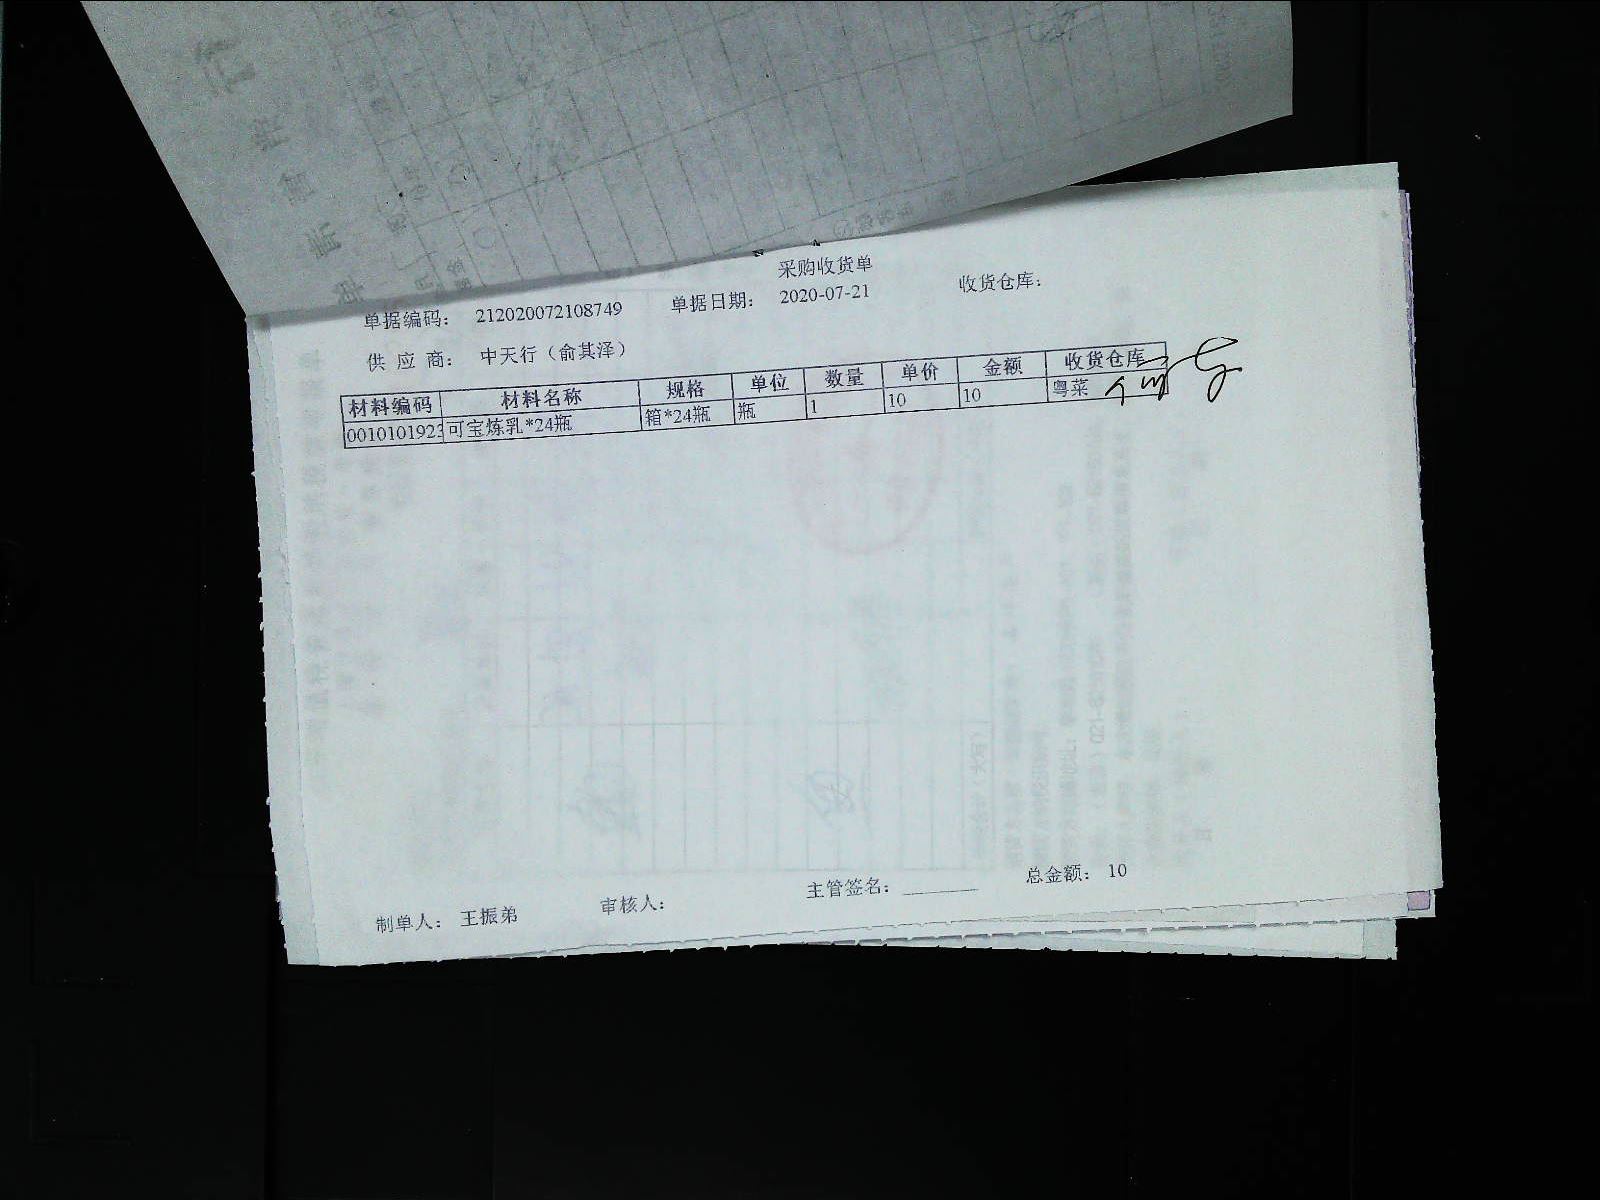 采购收货单
单据编码： 212020072108749 单据日期： 2020-07-21 收货仓库：
供 应 商： 中天行（俞其泽）
材料编码 材料名称 规格 单位 数量 单价 金额 收货仓库
0010101923 可宝炼乳*24瓶 箱*24瓶 瓶 1 10 10 粤菜
制单人： 王振弟 审核人： 主管签名： 总金额： 10